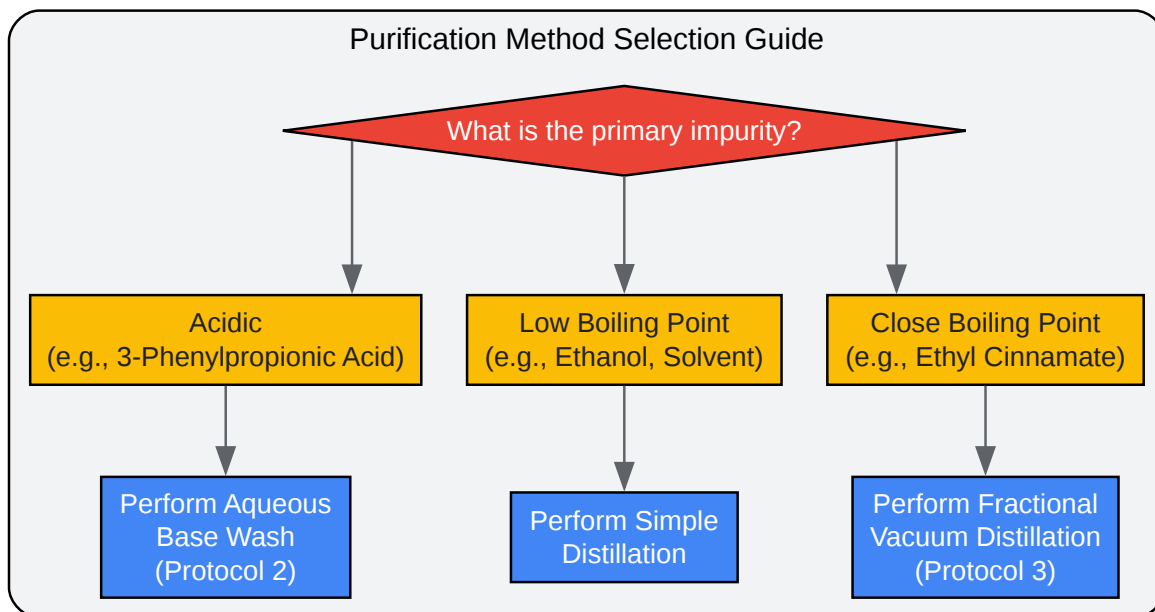 Purification Method Selection Guide
What is the primary impurity?
Acidic
(e.g., 3-Phenylpropionic Acid)
Low Boiling Point
(e.g., Ethanol, Solvent)
Close Boiling Point
(e.g., Ethyl Cinnamate)
Perform Aqueous
Base Wash
(Protocol 2)
Perform Simple
Distillation
Perform Fractional
Vacuum Distillation
(Protocol 3)